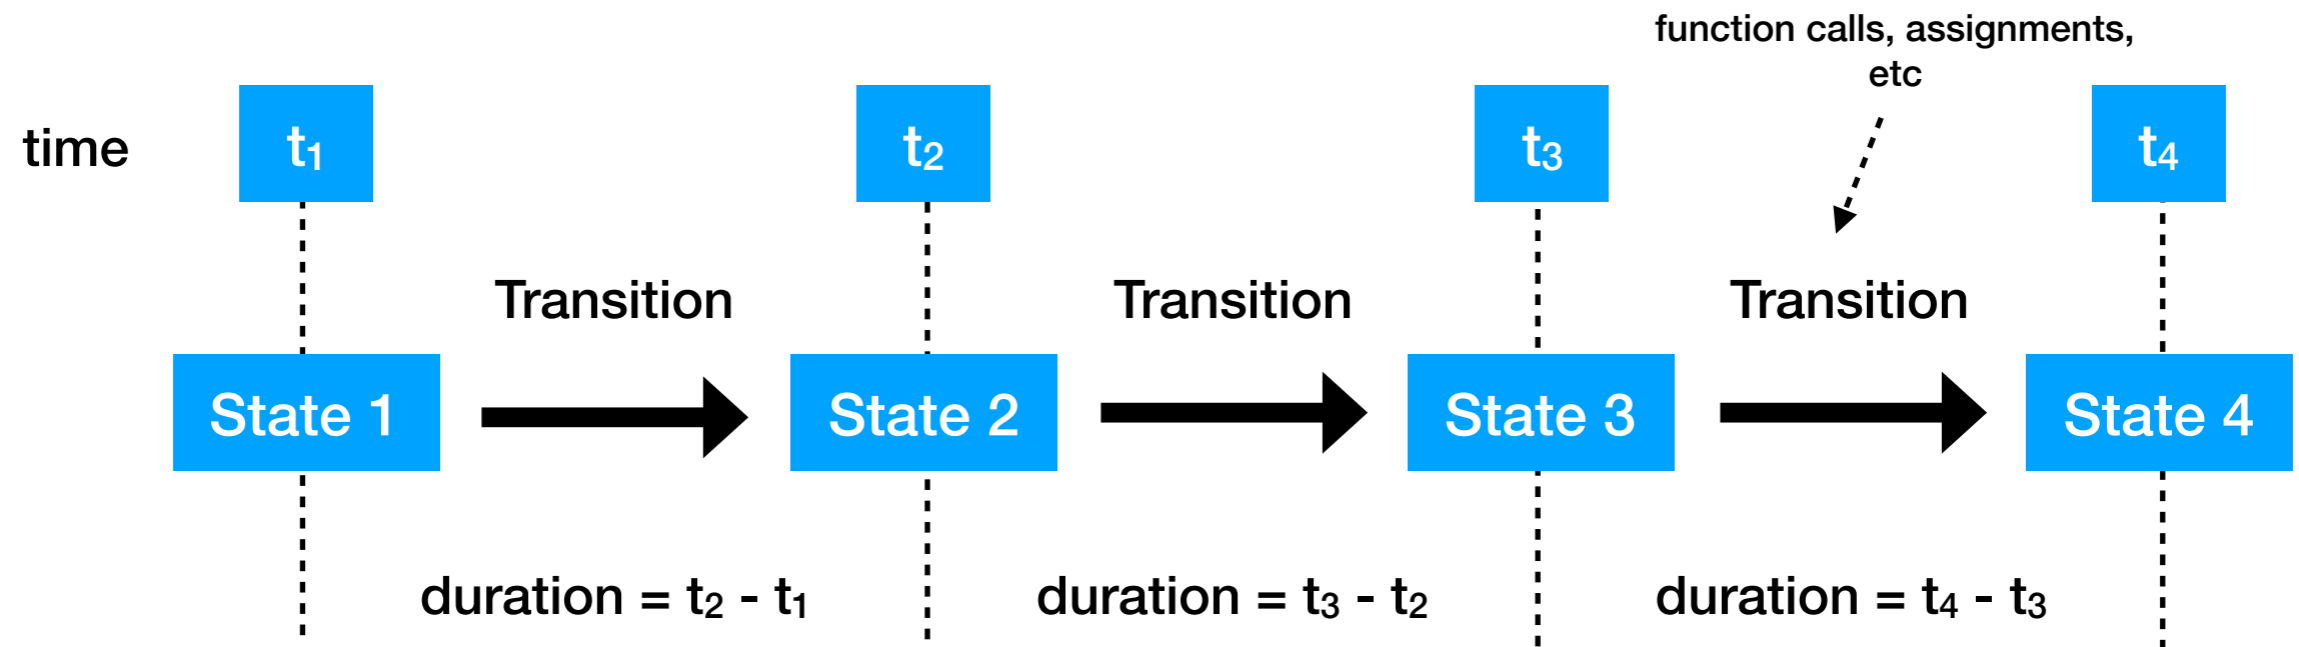 function calls, assignments,
etc
time
t₁
t₂
t₃
t₄
Transition
Transition
Transition
State 1
State 2
State 3
State 4
duration = t₂ - t₁
duration = t₃ - t₂
duration = t₄ - t₃